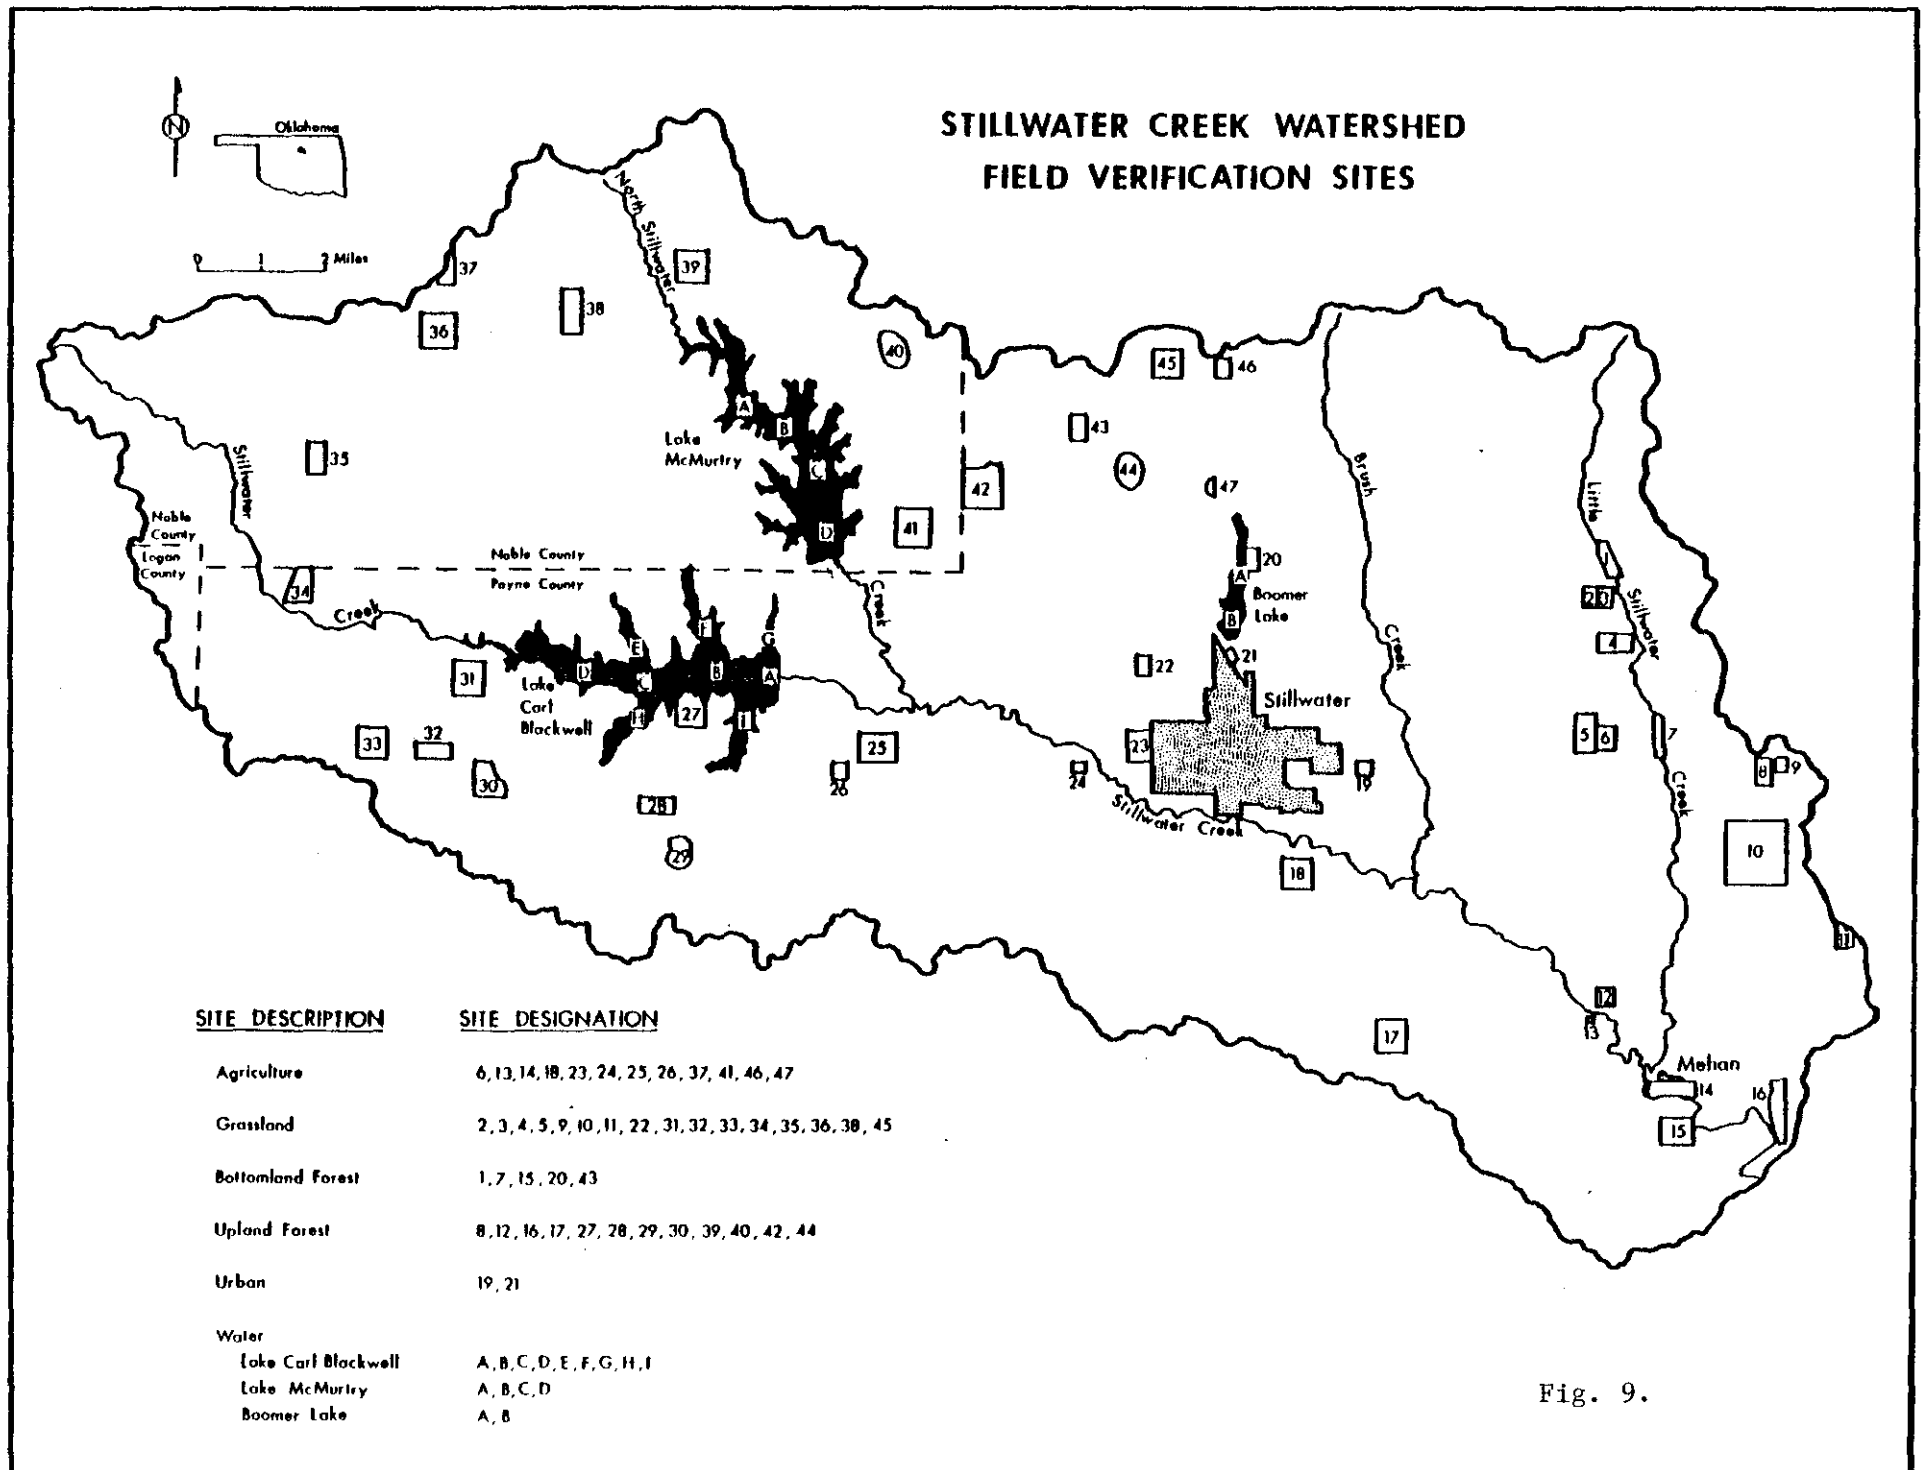 STILLWATER CREEK WATERSHED
FIELD VERIFICATION SITES
N
Oklahoma
0 1 2 Miles
North Stillwater
37
39
38
36
40
45
46
A
B
43
Lake
McMurtry
C
44
42
47
35
Stillwater
Brush
Little
D
41
Noble
County
Logan
County
Noble County
Payne County
20
A
Boomer
Lake
B
1
2 3
Stillwater
4
34
Creek
Creek
Creek
E
F
G
D
C
B
A
H
27
I
31
Lake
Carl
Blackwell
22
21
Stillwater
5
6
7
33
32
25
23
24
19
8
9
30
26
28
29
Stillwater Creek
Creek
18
10
11
12
13
17
Mehan
14
16
15
SITE DESCRIPTION SITE DESIGNATION
Agriculture 6,13,14,18,23,24,25,26,37,41,46,47
Grassland 2,3,4,5,9,10,11,22,31,32,33,34,35,36,38,45
Bottomland Forest 1,7,15,20,43
Upland Forest 8,12,16,17,27,28,29,30,39,40,42,44
Urban 19,21
Water
Lake Carl Blackwell A,B,C,D,E,F,G,H,I
Lake McMurtry A,B,C,D
Boomer Lake A,B
Fig. 9.